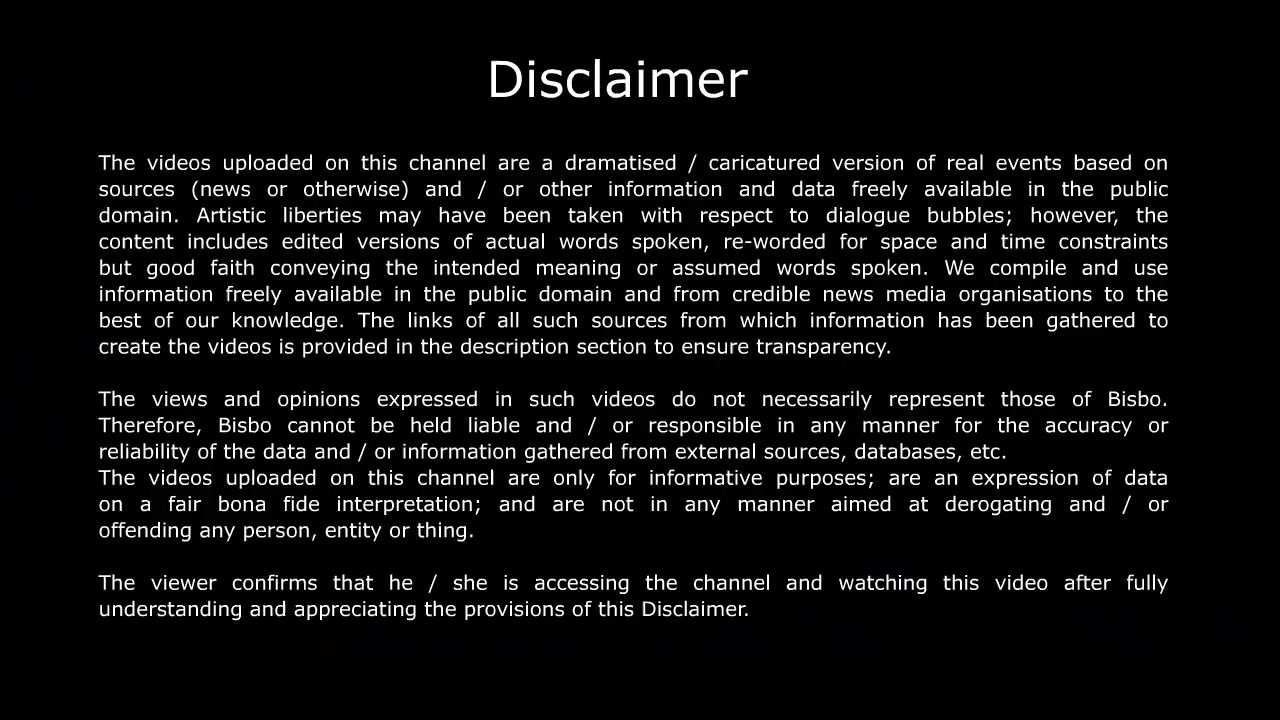 Disclaimer
The videos uploaded on this channel are a dramatised / caricatured version of real events based on
sources (news or otherwise) and / or other information and data freely available in the public
domain. Artistic liberties may have been taken with respect to dialogue bubbles; however, the
content includes edited versions of actual words spoken, re-worded for space and time constraints
but good faith conveying the intended meaning or assumed words spoken. We compile and use
information freely available in the public domain and from credible news media organisations to the
best of our knowledge. The links of all such sources from which information has been gathered to
create the videos is provided in the description section to ensure transparency.
The views and opinions expressed in such videos do not necessarily represent those of Bisbo.
Therefore, Bisbo cannot be held liable and / or responsible in any manner for the accuracy or
reliability of the data and / or information gathered from external sources, databases, etc.
The videos uploaded on this channel are only for informative purposes; are an expression of data
on a fair bona fide interpretation; and are not in any manner aimed at derogating and / or
offending any person, entity or thing.
The viewer confirms that he / she is accessing the channel and watching this video after fully
understanding and appreciating the provisions of this Disclaimer.